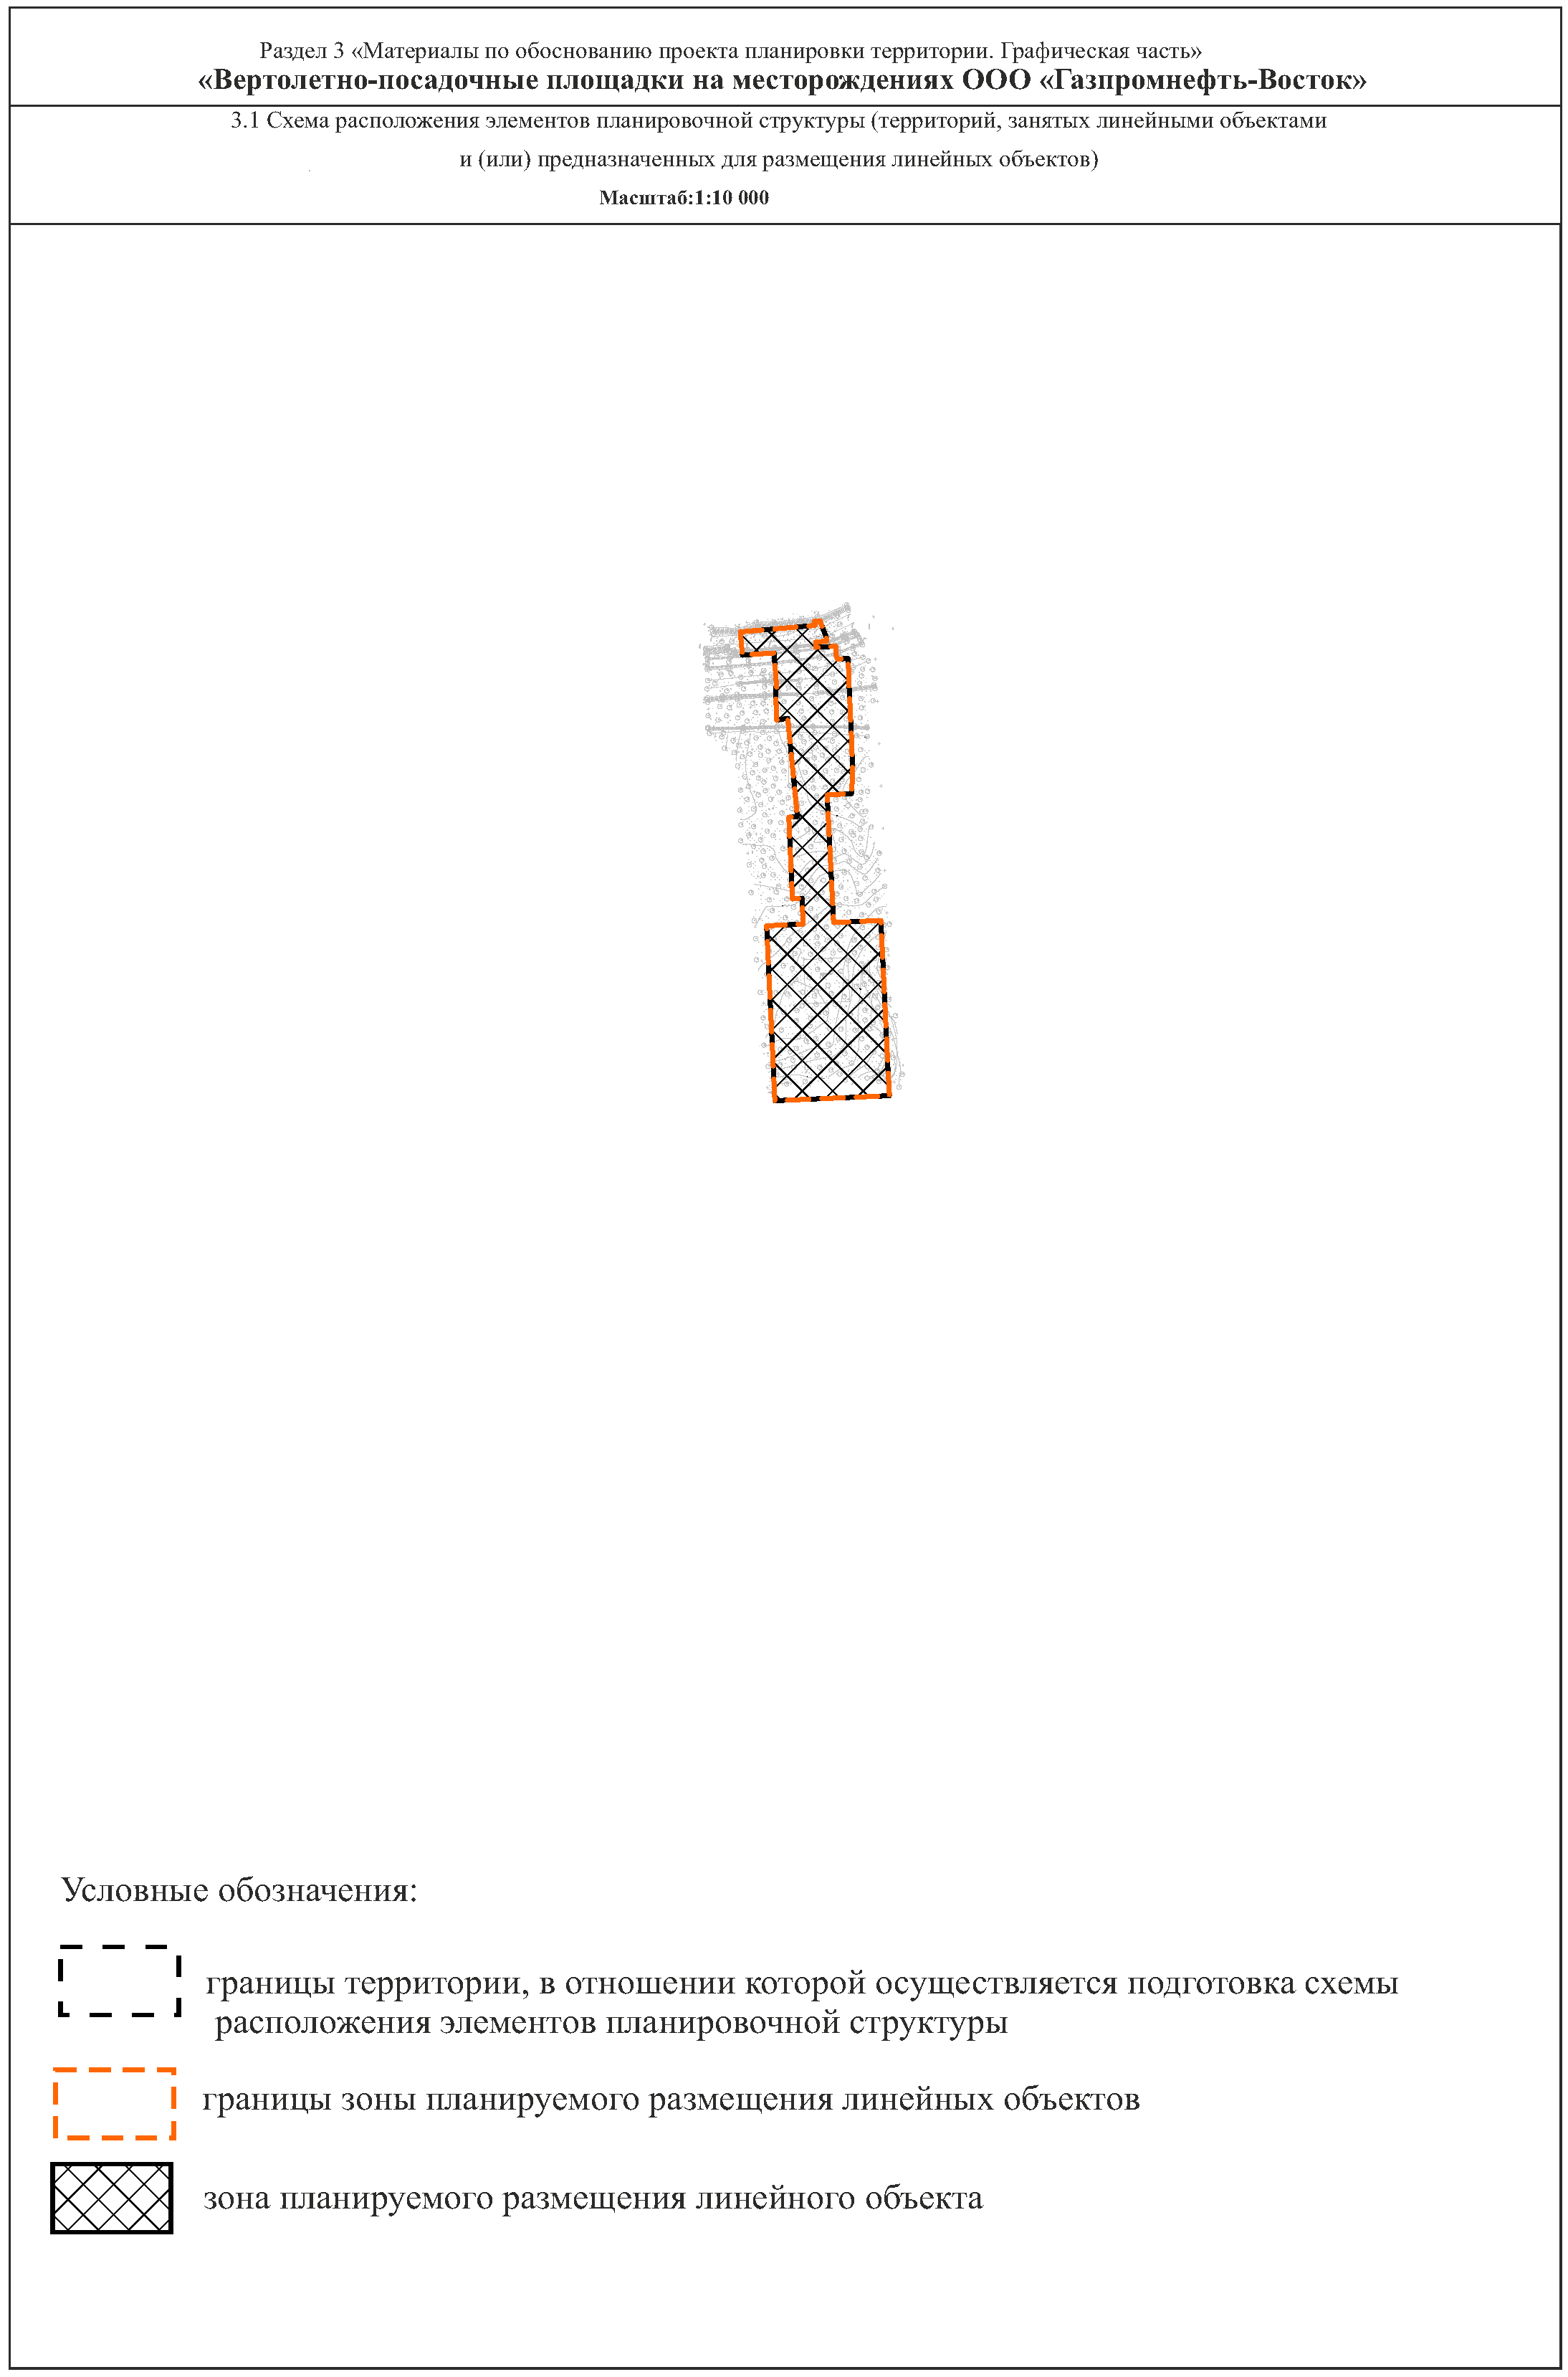 Раздел 3 «Материалы по обоснованию проекта планировки территории. Графическая часть»
«Вертолетно-посадочные площадки на месторождениях ООО «Газпромнефть-Восток»
3.1 Схема расположения элементов планировочной структуры (территорий, занятых линейными объектами
и (или) предназначенных для размещения линейных объектов)
Масштаб:1:10 000
Условные обозначения:
границы территории, в отношении которой осуществляется подготовка схемы
расположения элементов планировочной структуры
границы зоны планируемого размещения линейных объектов
зона планируемого размещения линейного объекта